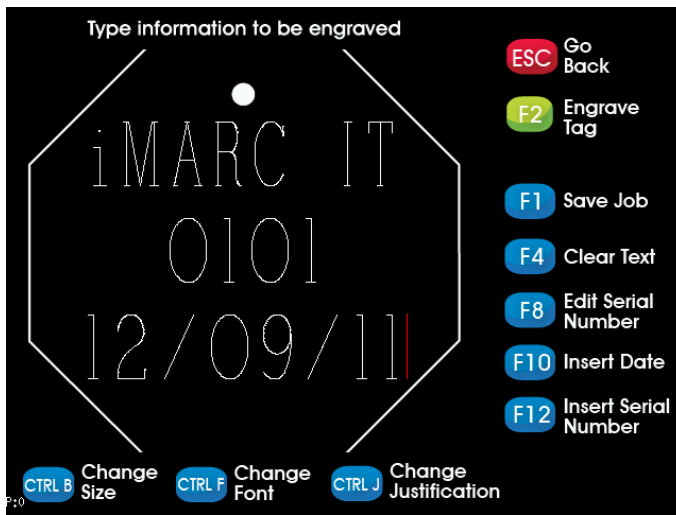 Type information to be engraved
iMARC IT
0101
12/09/11
ESC Go
Back
F2 Engrave
Tag
F1 Save Job
F4 Clear Text
F8 Edit Serial
Number
F10 Insert Date
F12 Insert Serial
Number
CTRL B Change
Size
CTRL F Change
Font
CTRL J Change
Justification
P:0